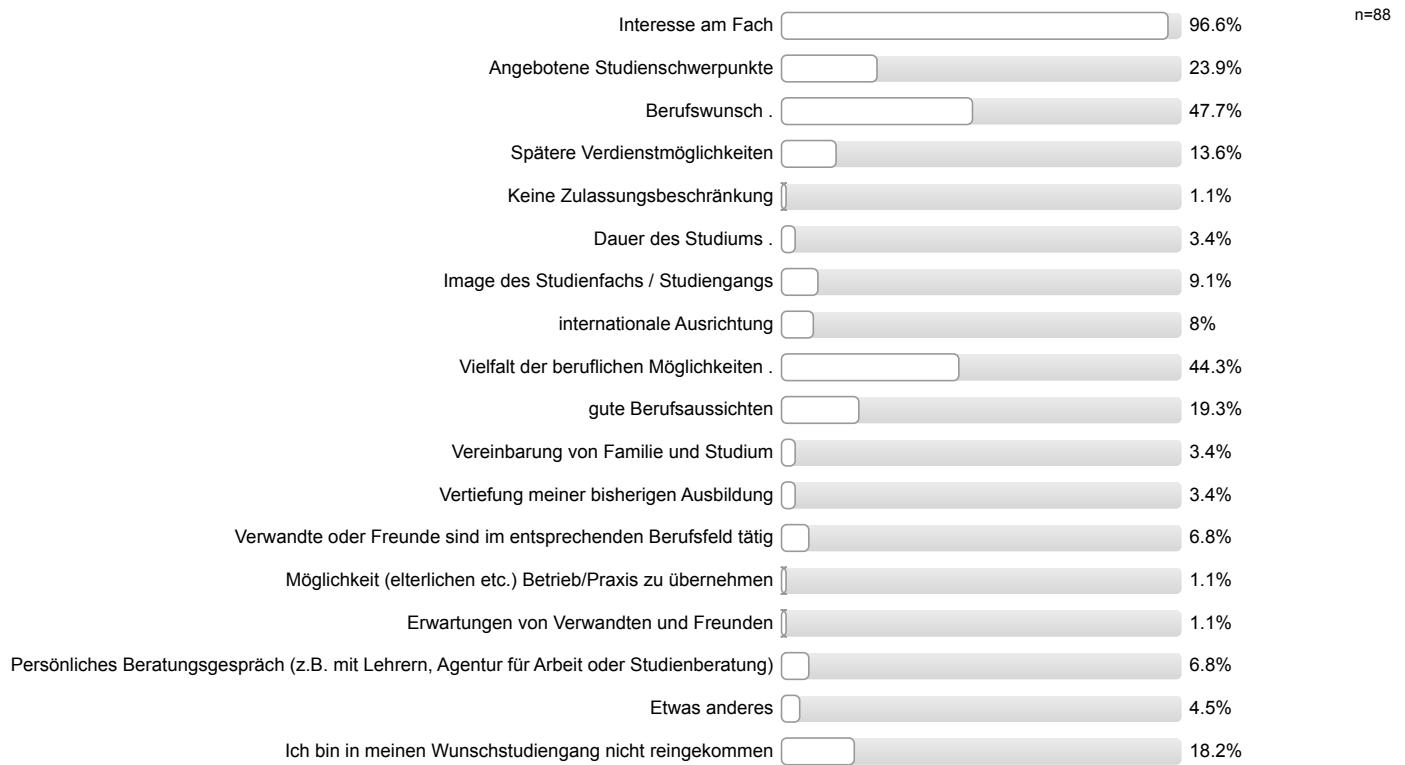 n=88
Interesse am Fach 96.6%
Angebotene Studienschwerpunkte 23.9%
Berufswunsch . 47.7%
Spätere Verdienstmöglichkeiten 13.6%
Keine Zulassungsbeschränkung 1.1%
Dauer des Studiums . 3.4%
Image des Studienfachs / Studiengangs 9.1%
internationale Ausrichtung 8%
Vielfalt der beruflichen Möglichkeiten . 44.3%
gute Berufsaussichten 19.3%
Vereinbarung von Familie und Studium 3.4%
Vertiefung meiner bisherigen Ausbildung 3.4%
Verwandte oder Freunde sind im entsprechenden Berufsfeld tätig 6.8%
Möglichkeit (elterlichen etc.) Betrieb/Praxis zu übernehmen 1.1%
Erwartungen von Verwandten und Freunden 1.1%
Persönliches Beratungsgespräch (z.B. mit Lehrern, Agentur für Arbeit oder Studienberatung) 6.8%
Etwas anderes 4.5%
Ich bin in meinen Wunschstudiengang nicht reingekommen 18.2%